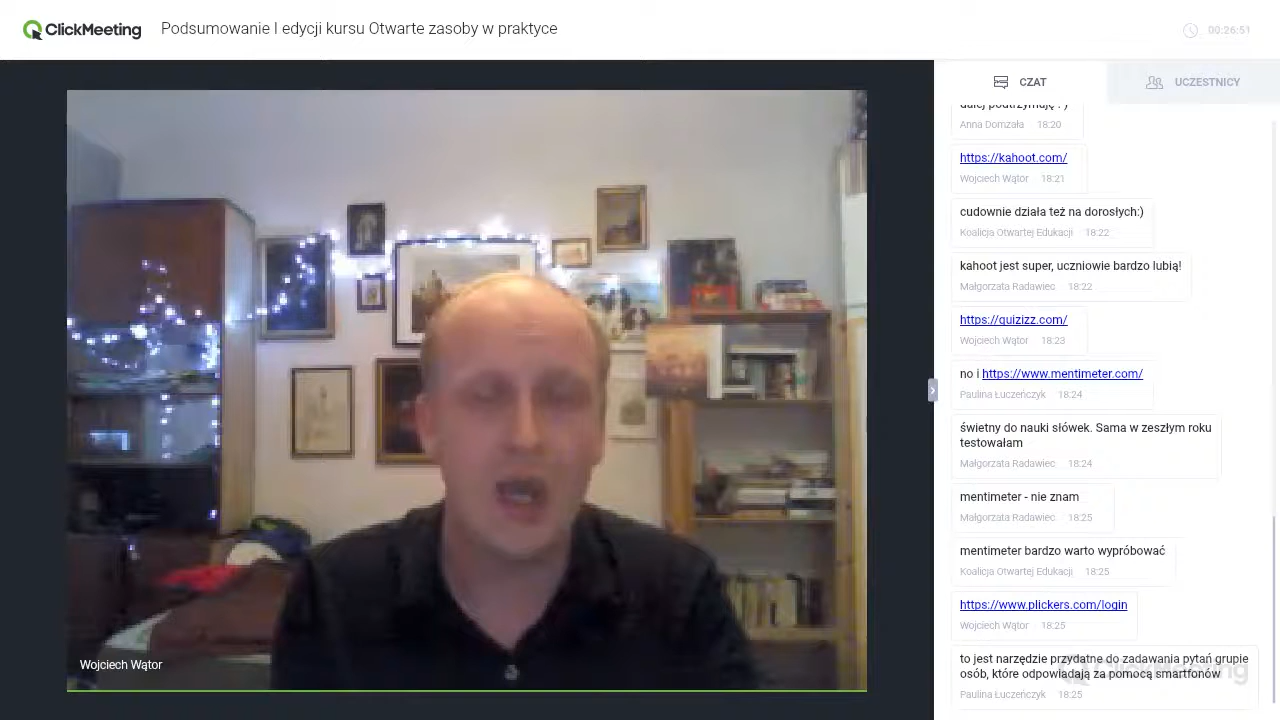 ClickMeeting
Podsumowanie I edycji kursu Otwarte zasoby w praktyce
00:26:51
CZAT
UCZESTNICY
dalej podtrzymuję : )
Anna Domzała 18:20
https://kahoot.com/
Wojciech Wątor 18:21
cudownie działa też na dorosłych:)
Koalicja Otwartej Edukacji 18:22
kahoot jest super, uczniowie bardzo lubią!
Małgorzata Radawiec 18:22
https://quizizz.com/
Wojciech Wątor 18:23
no i https://www.mentimeter.com/
Paulina Łuczeńczyk 18:24
świetny do nauki słówek. Sama w zeszłym roku
testowałam
Małgorzata Radawiec 18:24
mentimeter - nie znam
Małgorzata Radawiec 18:25
mentimeter bardzo warto wypróbować
Koalicja Otwartej Edukacji 18:25
https://www.plickers.com/login
Wojciech Wątor 18:25
to jest narzędzie przydatne do zadawania pytań grupie
osób, które odpowiadają za pomocą smartfonów
Paulina Łuczeńczyk 18:25
ClickMeeting
Wojciech Wątor